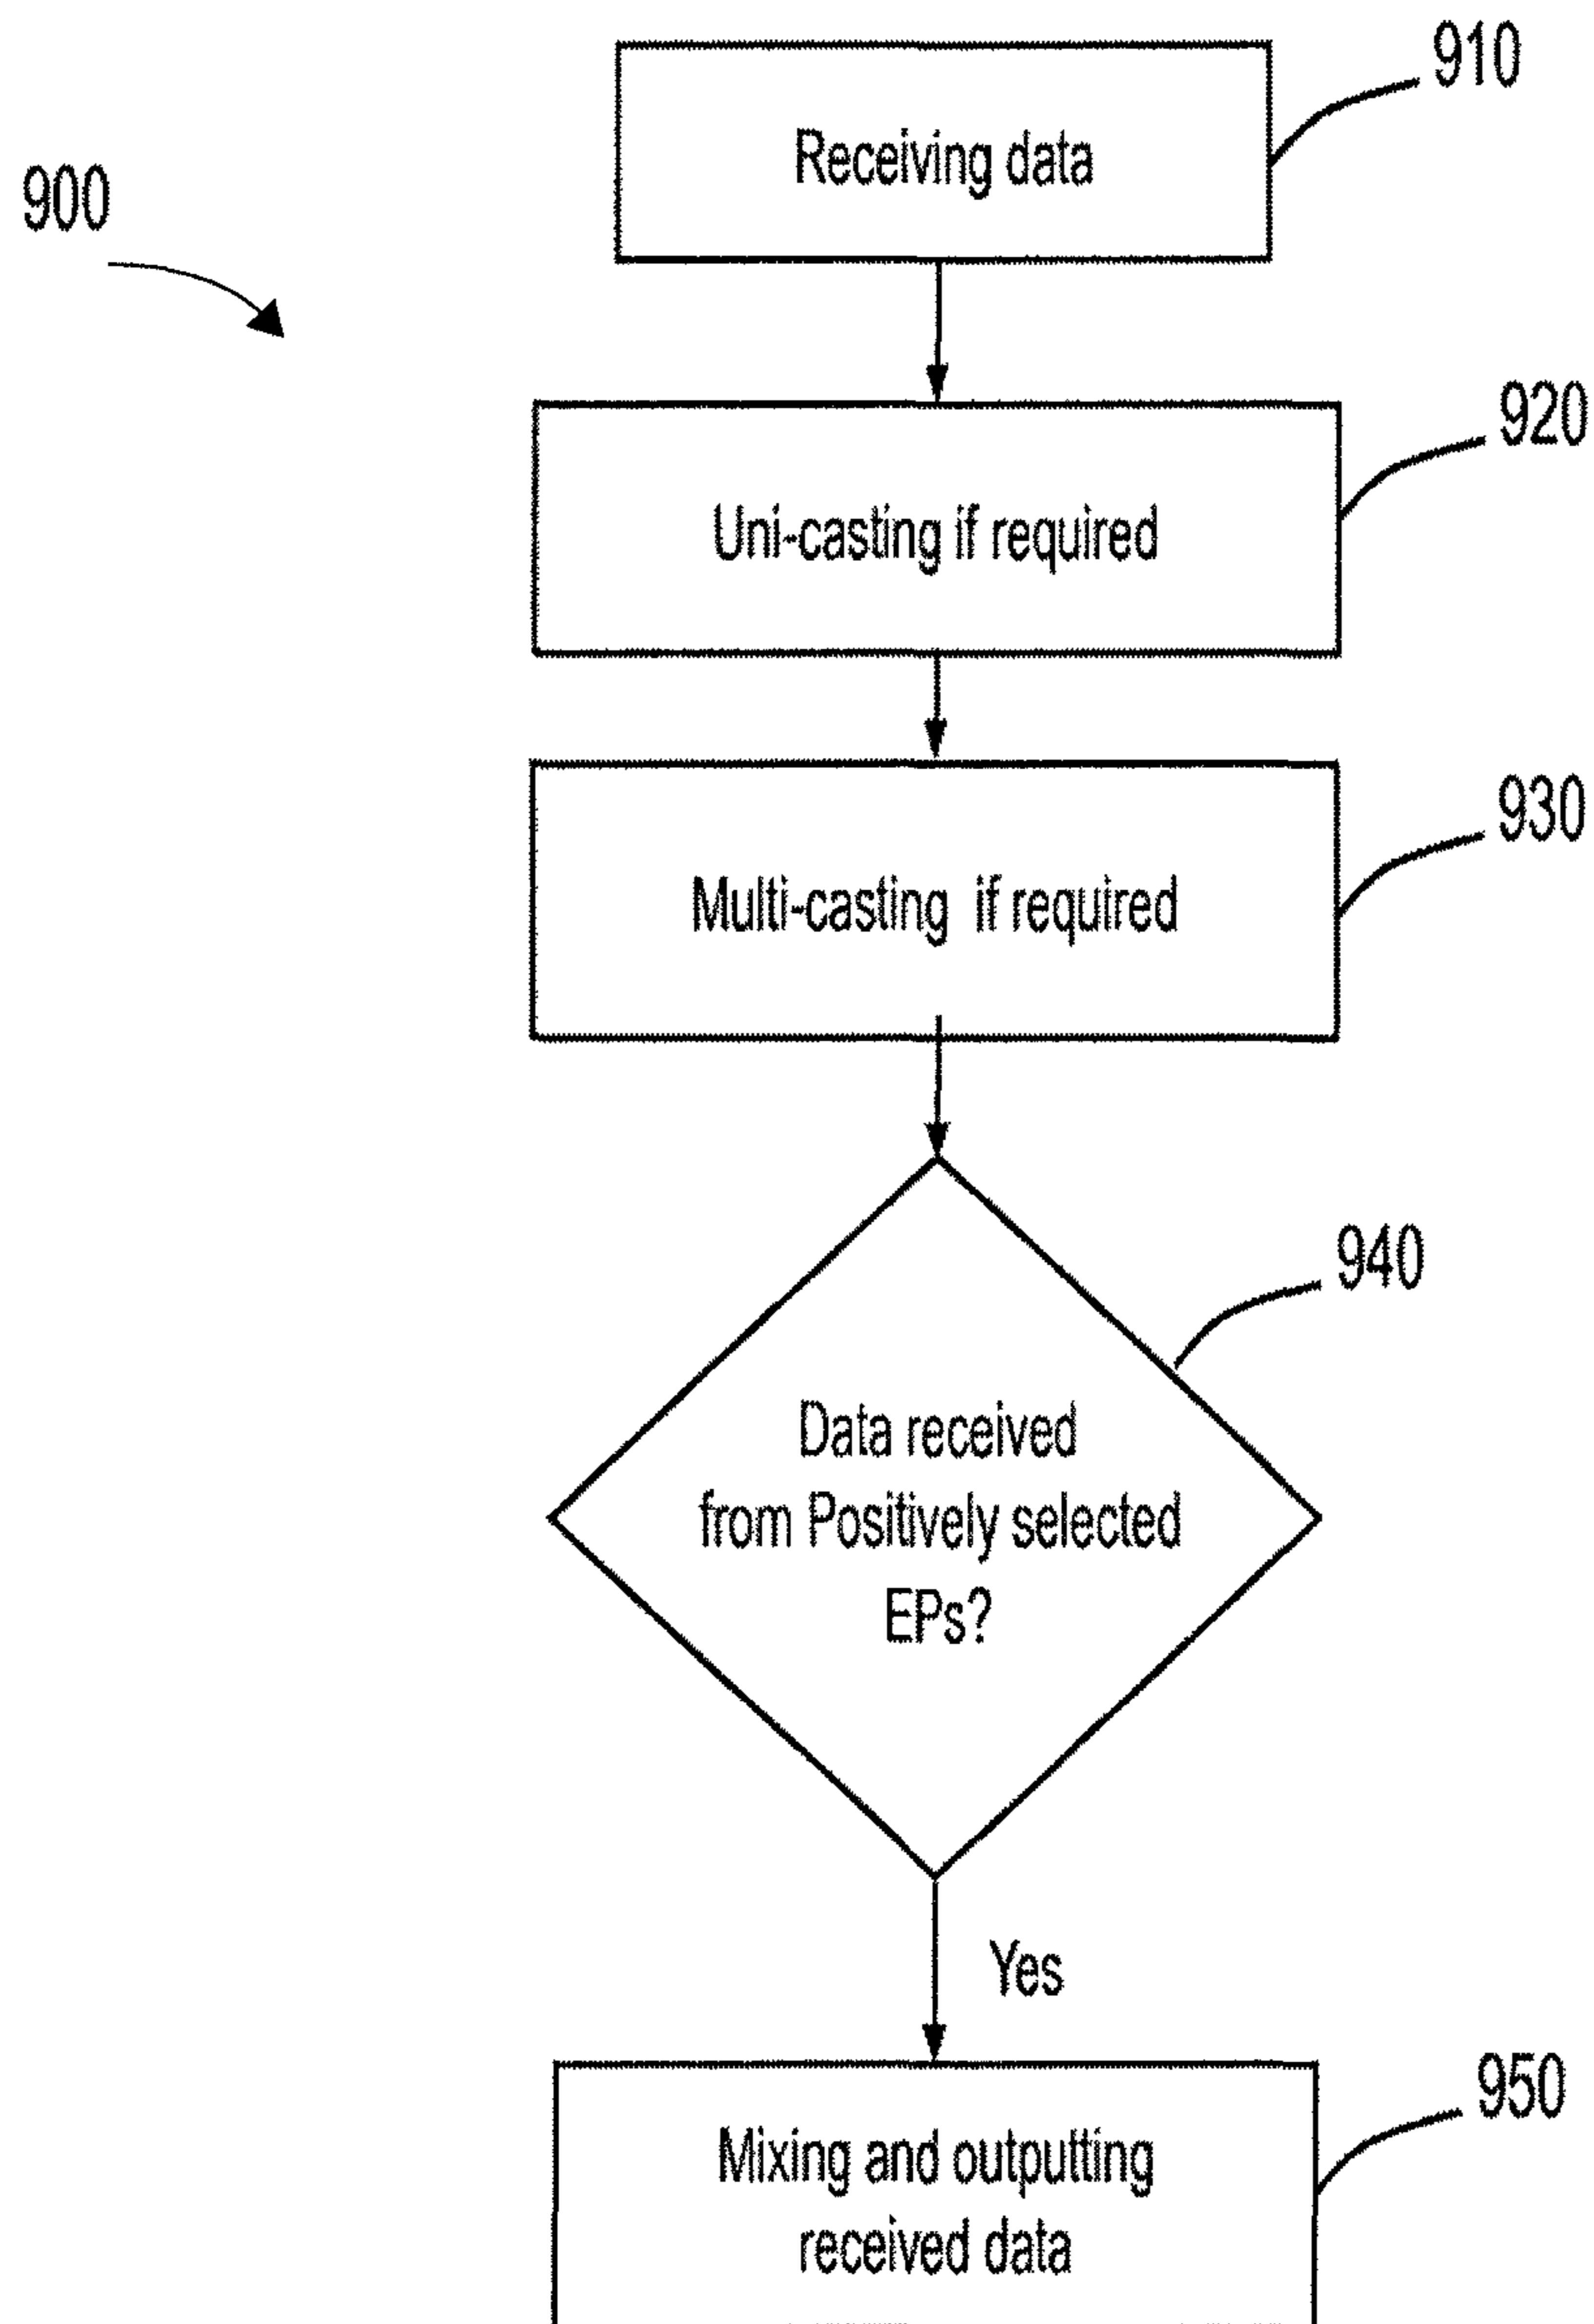 910
Receiving data
900
920
Uni-casting if required
930
Multi-casting if required
940
Data received
from Positively selected
EPs?
Yes
950
Mixing and outputting
received data